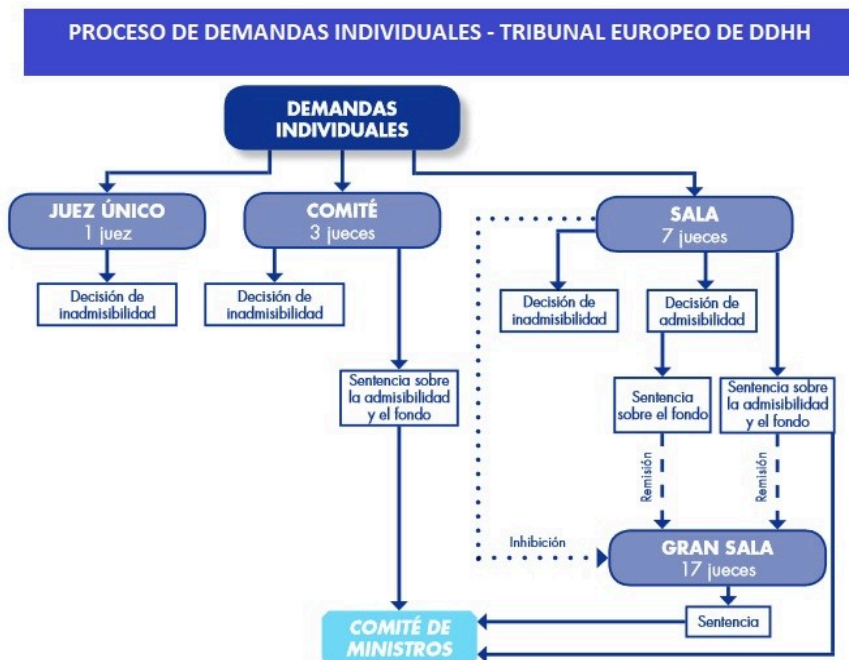 PROCESO DE DEMANDAS INDIVIDUALES - TRIBUNAL EUROPEO DE DDHH
DEMANDAS
INDIVIDUALES
JUEZ ÚNICO
1 juez
COMITÉ
3 jueces
SALA
7 jueces
Decisión de
inadmisibilidad
Decisión de
inadmisibilidad
Decisión de
inadmisibilidad
Decisión de
admisibilidad
Sentencia sobre
la admisibilidad
y el fondo
Sentencia
sobre el fondo
Sentencia sobre
la admisibilidad
y el fondo
Remisión
Remisión
Inhibición
GRAN SALA
17 jueces
Sentencia
COMITÉ DE
MINISTROS